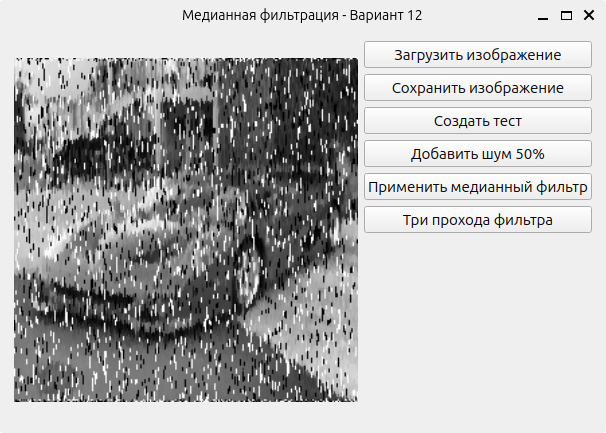 Медианная фильтрация - Вариант 12
Загрузить изображение
Сохранить изображение
Создать тест
Добавить шум 50%
Применить медианный фильтр
Три прохода фильтра